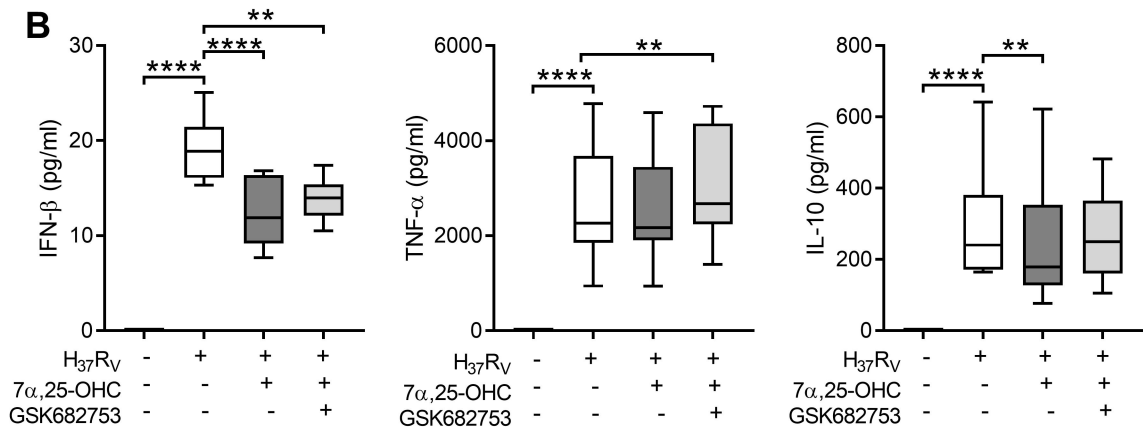 B
IFN-β (pg/ml)
30
20
10
0
****
****
**
H37RV - + + +
7α,25-OHC - - + +
GSK682753 - - - +
TNF-α (pg/ml)
6000
4000
2000
0
****
**
H37RV - + + +
7α,25-OHC - - + +
GSK682753 - - - +
IL-10 (pg/ml)
800
600
400
200
0
****
**
H37RV - + + +
7α,25-OHC - - + +
GSK682753 - - - +